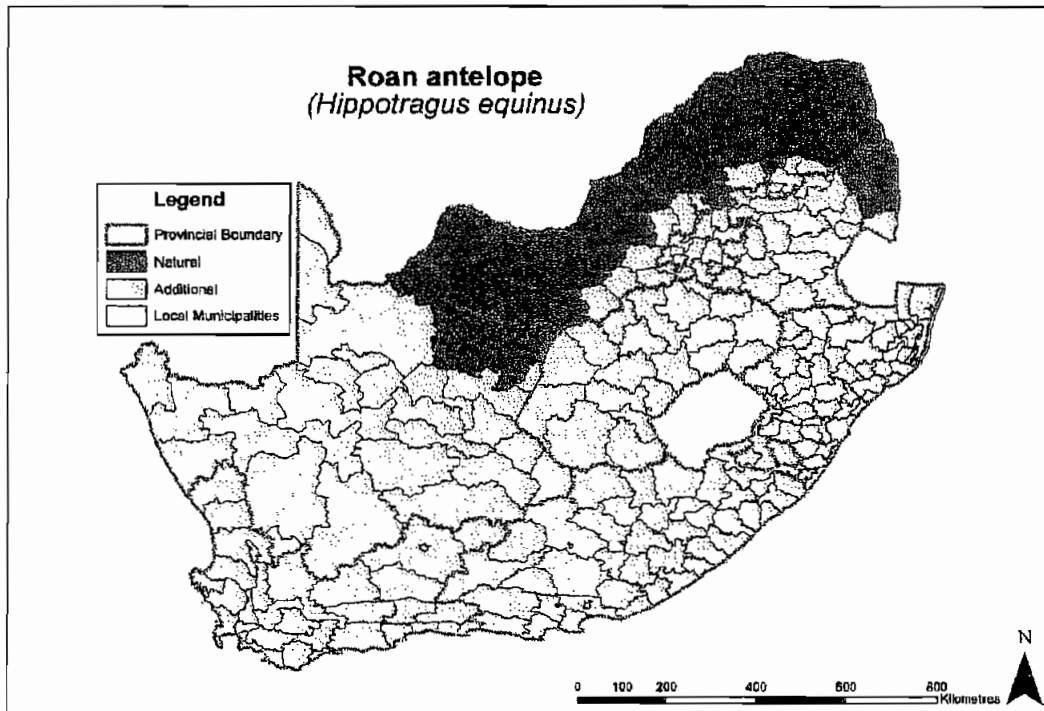 Roan antelope
(Hippotragus equinus)
Legend
Provincial Boundary
Natural
Additional
Local Municipalities
N
0 100 200 400 600 800
Kilometres